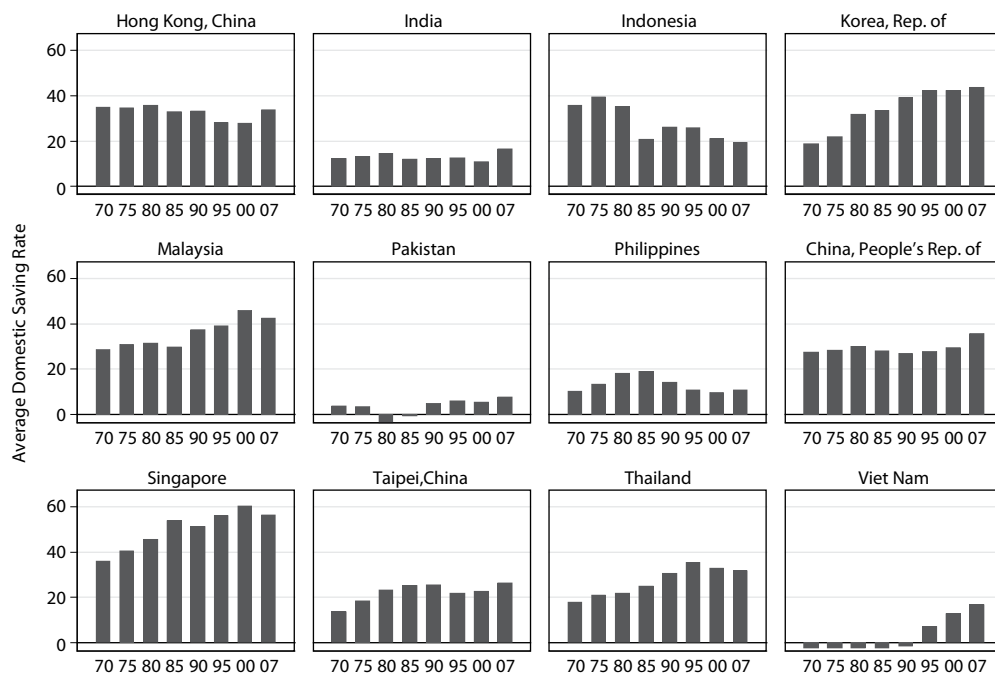 Average Domestic Saving Rate
Hong Kong, China India Indonesia Korea, Rep. of
60
40
20
0
70 75 80 85 90 95 00 07 70 75 80 85 90 95 00 07 70 75 80 85 90 95 00 07 70 75 80 85 90 95 00 07
Malaysia Pakistan Philippines China, People’s Rep. of
60
40
20
0
70 75 80 85 90 95 00 07 70 75 80 85 90 95 00 07 70 75 80 85 90 95 00 07 70 75 80 85 90 95 00 07
Singapore Taipei,China Thailand Viet Nam
60
40
20
0
70 75 80 85 90 95 00 07 70 75 80 85 90 95 00 07 70 75 80 85 90 95 00 07 70 75 80 85 90 95 00 07